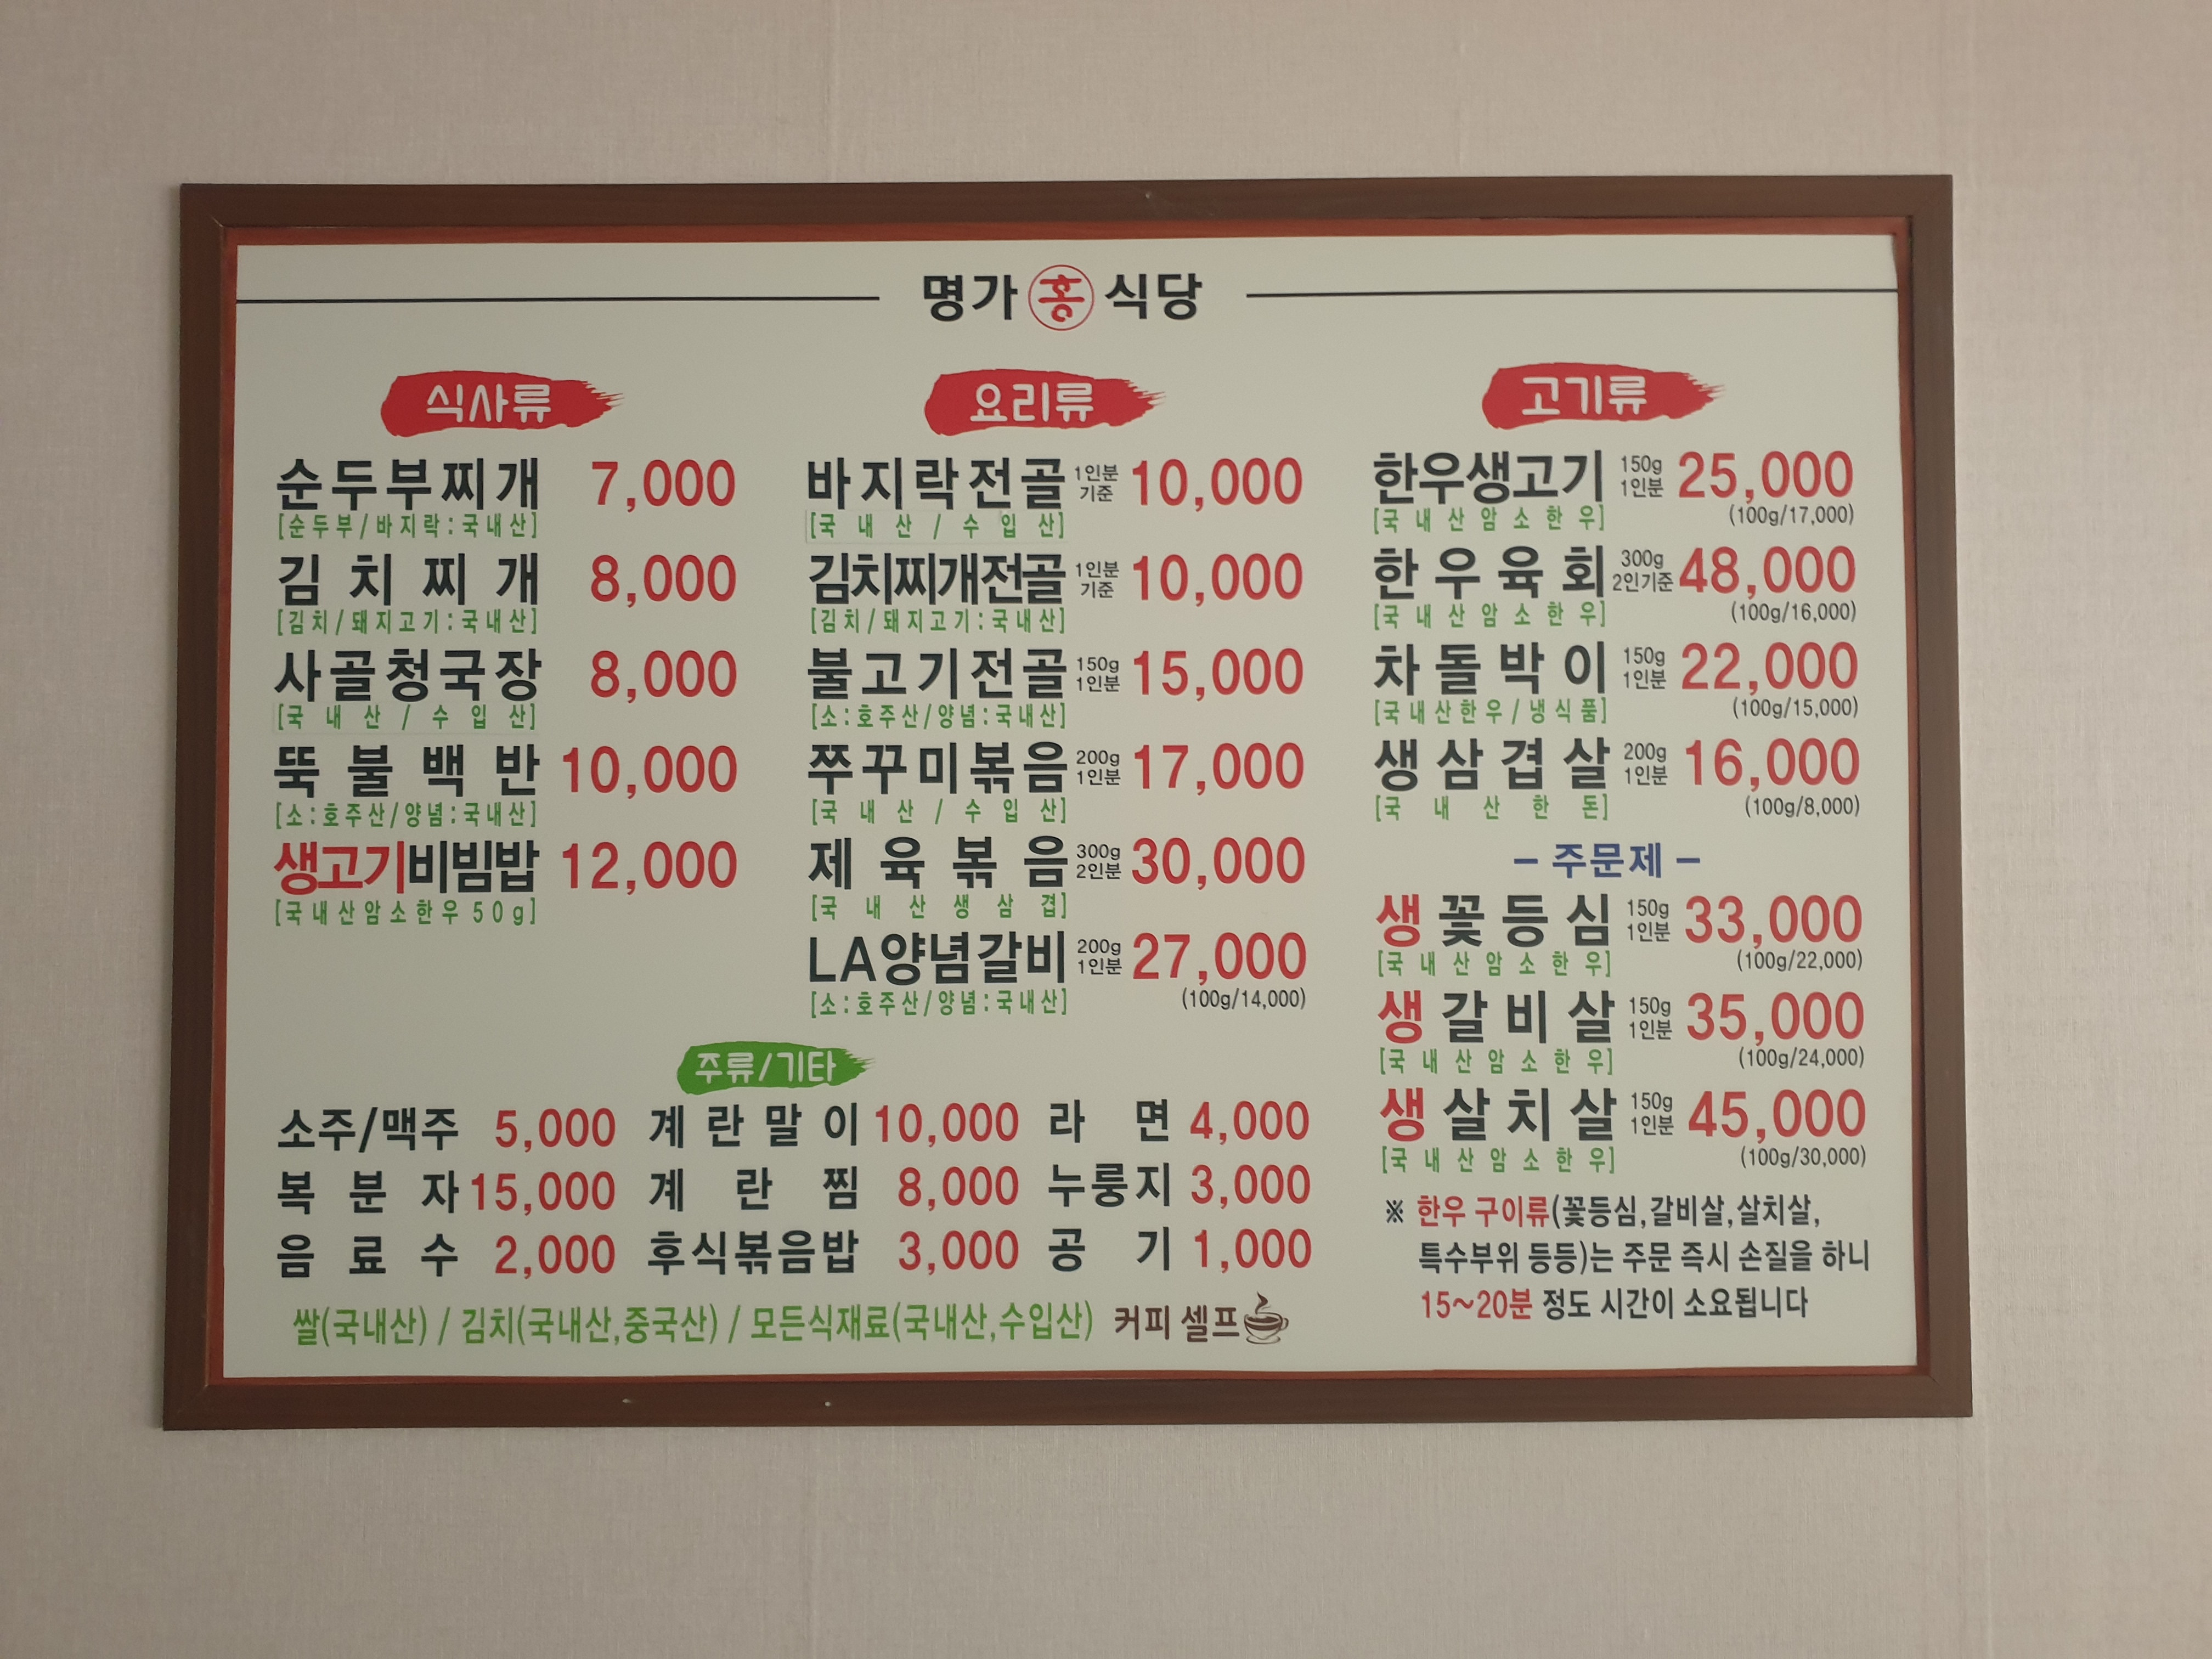 명가 홍 식당
식사류
순두부찌개 7,000
[순두부/바지락:국내산]
김치찌개 8,000
[김치/돼지고기:국내산]
사골청국장 8,000
[국내산/수입산]
뚝불백반 10,000
[소:호주산/양념:국내산]
생고기비빔밥 12,000
[국내산암소한우50g]
요리류
바지락전골 1인분 기준 10,000
[국내산/수입산]
김치찌개전골 1인분 기준 10,000
[김치/돼지고기:국내산]
불고기전골 150g 1인분 15,000
[소:호주산/양념:국내산]
쭈꾸미볶음 200g 1인분 17,000
[국내산/수입산]
제육볶음 300g 2인분 30,000
[국내산생삼겹]
LA양념갈비 200g 1인분 27,000
[소:호주산/양념:국내산] (100g/14,000)
고기류
한우생고기 150g 1인분 25,000
[국내산암소한우] (100g/17,000)
한우육회 300g 2인기준 48,000
[국내산암소한우] (100g/16,000)
차돌박이 150g 1인분 22,000
[국내산한우/냉식품] (100g/15,000)
생삼겹살 200g 1인분 16,000
[국내산한돈] (100g/8,000)
- 주문제 -
생꽃등심 150g 1인분 33,000
[국내산암소한우] (100g/22,000)
생갈비살 150g 1인분 35,000
[국내산암소한우] (100g/24,000)
생살치살 150g 1인분 45,000
[국내산암소한우] (100g/30,000)
※ 한우 구이류(꽃등심,갈비살,살치살,
특수부위 등등)는 주문 즉시 손질을 하니
15~20분 정도 시간이 소요됩니다
주류/기타
소주/맥주 5,000 계란말이 10,000 라면 4,000
복분자 15,000 계란찜 8,000 누룽지 3,000
음료수 2,000 후식볶음밥 3,000 공기 1,000
쌀(국내산) / 김치(국내산,중국산) / 모든식재료(국내산,수입산) 커피 셀프